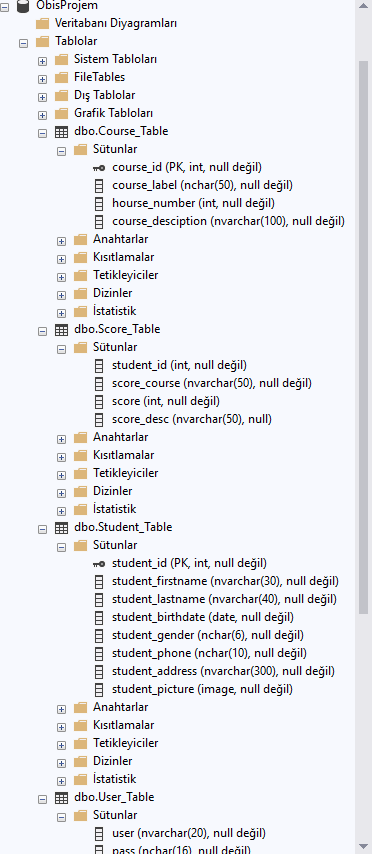 ObisProjem
Veritabanı Diyagramları
Tablolar
Sistem Tabloları
FileTables
Dış Tablolar
Grafik Tabloları
dbo.Course_Table
Sütunlar
course_id (PK, int, null değil)
course_label (nchar(50), null değil)
hourse_number (int, null değil)
course_desciption (nvarchar(100), null değil)
Anahtarlar
Kısıtlamalar
Tetikleyiciler
Dizinler
İstatistik
dbo.Score_Table
Sütunlar
student_id (int, null değil)
score_course (nvarchar(50), null değil)
score (int, null değil)
score_desc (nvarchar(50), null)
Anahtarlar
Kısıtlamalar
Tetikleyiciler
Dizinler
İstatistik
dbo.Student_Table
Sütunlar
student_id (PK, int, null değil)
student_firstname (nvarchar(30), null değil)
student_lastname (nvarchar(40), null değil)
student_birthdate (date, null değil)
student_gender (nchar(6), null değil)
student_phone (nchar(10), null değil)
student_address (nvarchar(300), null değil)
student_picture (image, null değil)
Anahtarlar
Kısıtlamalar
Tetikleyiciler
Dizinler
İstatistik
dbo.User_Table
Sütunlar
user (nvarchar(20), null değil)
pass (nchar(16), null değil)